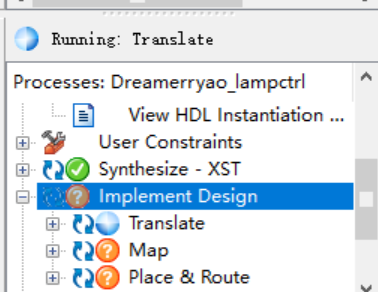 Running: Translate
Processes: Dreamerryao_lampctrl
View HDL Instantiation ...
User Constraints
Synthesize - XST
Implement Design
Translate
Map
Place & Route